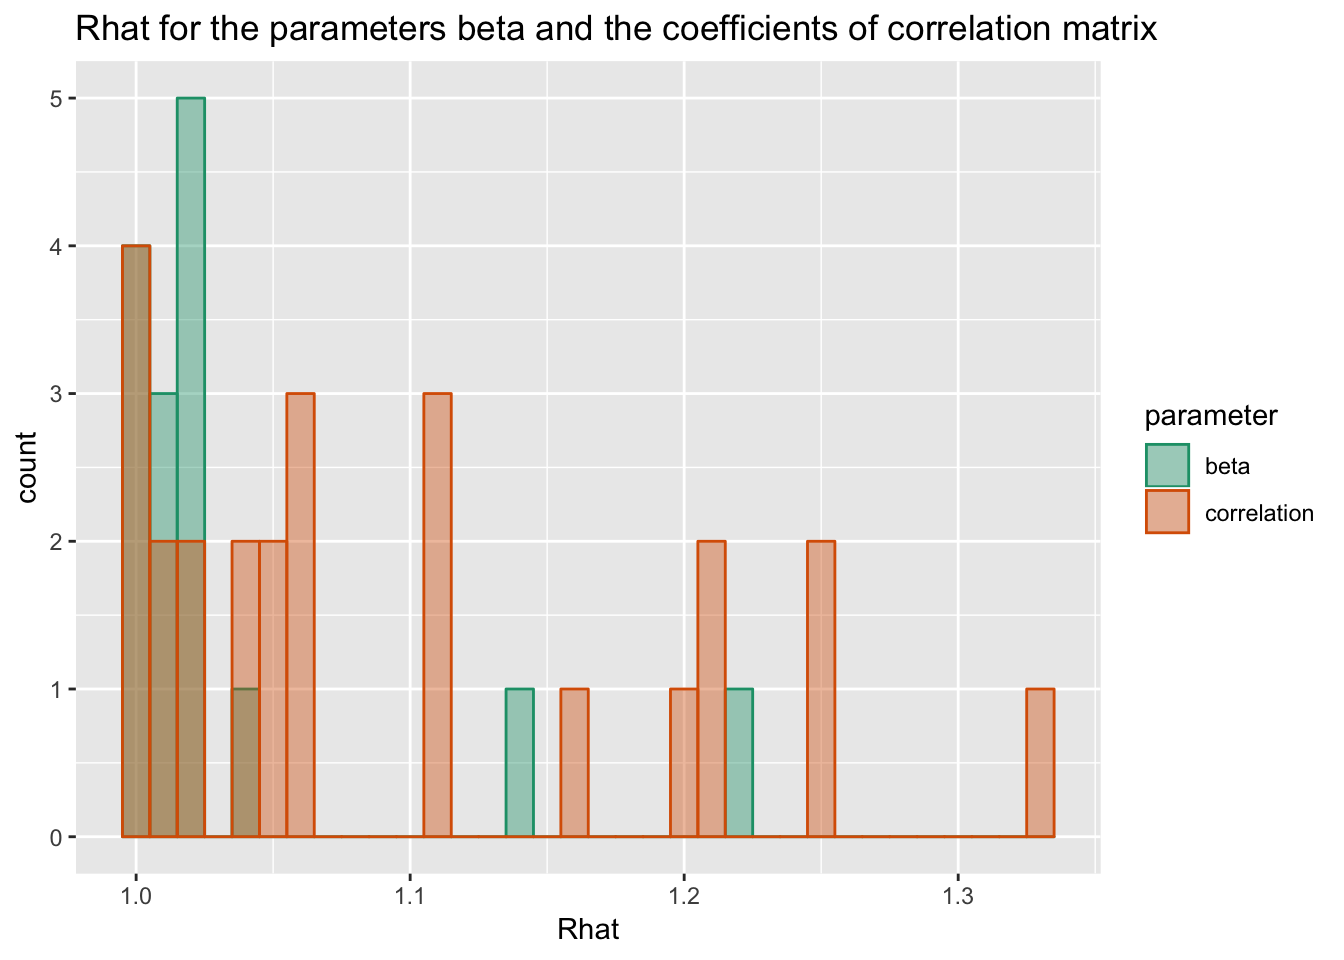 Rhat for the parameters beta and the coefficients of correlation matrix
5
4
3
2
1
0
count
1.0 1.1 1.2 1.3
Rhat
parameter
beta
correlation